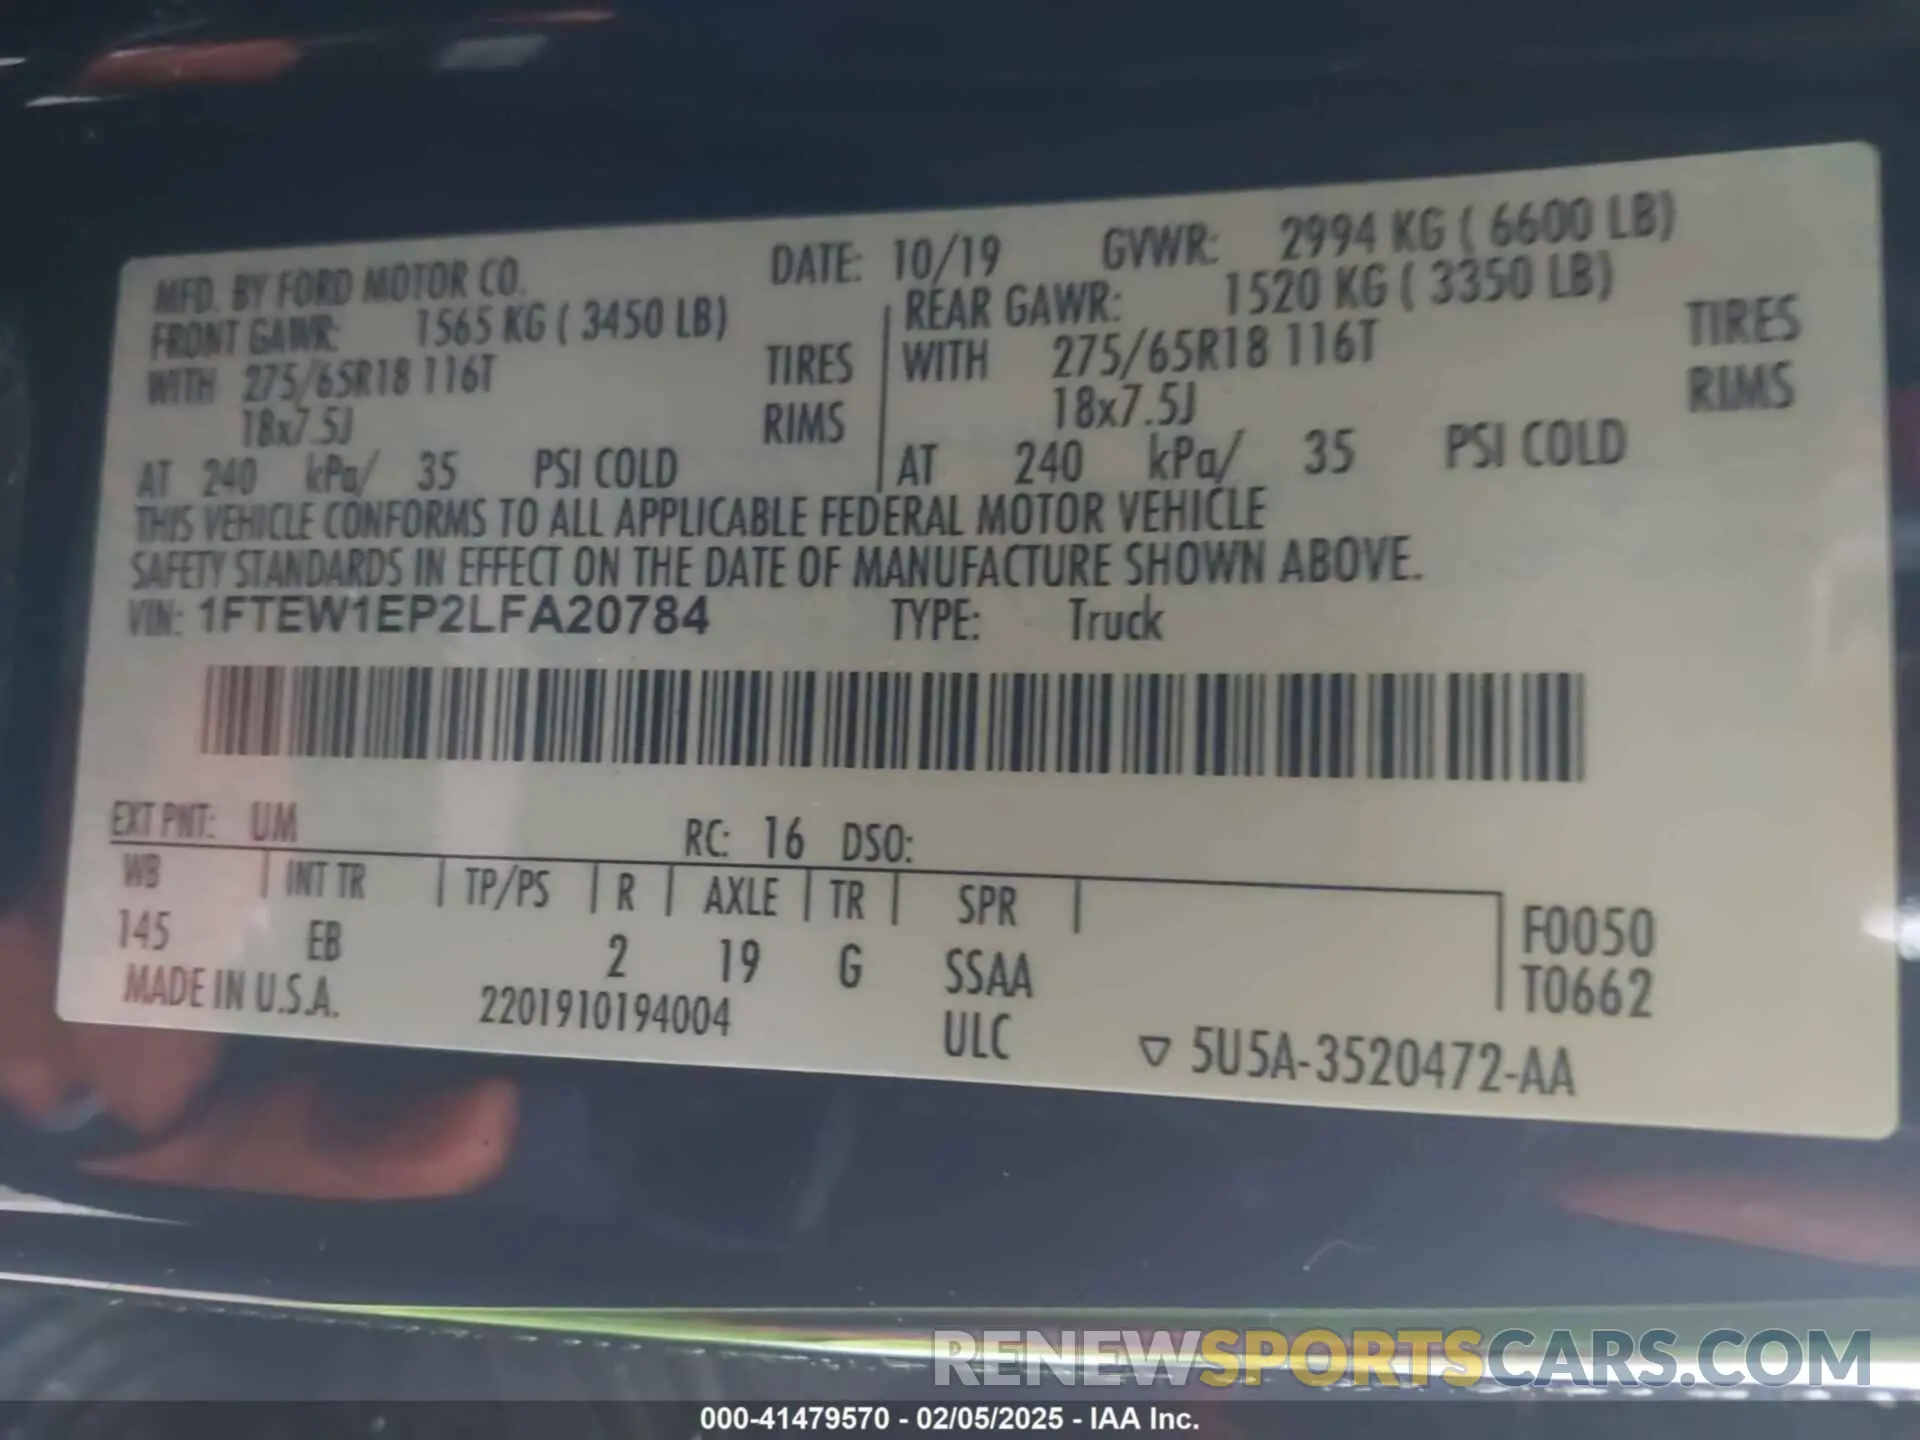 MFD. BY FORD MOTOR CO. DATE: 10/19 GVWR: 2994 KG ( 6600 LB)
FRONT GAWR: 1565 KG ( 3450 LB) REAR GAWR: 1520 KG ( 3350 LB)
WITH 275/65R18 116T TIRES WITH 275/65R18 116T TIRES
18x7.5J RIMS 18x7.5J RIMS
AT 240 kPa/ 35 PSI COLD AT 240 kPa/ 35 PSI COLD
THIS VEHICLE CONFORMS TO ALL APPLICABLE FEDERAL MOTOR VEHICLE
SAFETY STANDARDS IN EFFECT ON THE DATE OF MANUFACTURE SHOWN ABOVE.
VIN: 1FTEW1EP2LFA20784 TYPE: Truck
EXT PNT: UM RC: 16 DSO:
WB INT TR TP/PS R AXLE TR SPR F0050
145 EB 2 19 G SSAA T0662
MADE IN U.S.A. 2201910194004 ULC ▽ 5U5A-3520472-AA
RENEWSPORTSCARS.COM
000-41479570 - 02/05/2025 - IAA Inc.